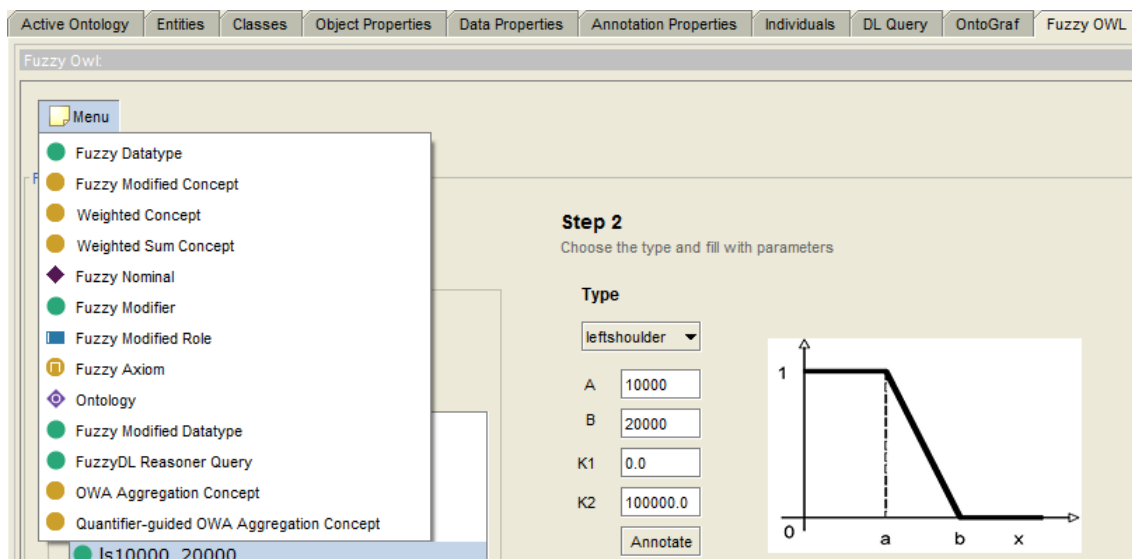 Active Ontology Entities Classes Object Properties Data Properties Annotation Properties Individuals DL Query OntoGraf Fuzzy OWL
Fuzzy Owl:
Menu
Fuzzy Datatype
Fuzzy Modified Concept
Weighted Concept
Weighted Sum Concept
Fuzzy Nominal
Fuzzy Modifier
Fuzzy Modified Role
Fuzzy Axiom
Ontology
Fuzzy Modified Datatype
FuzzyDL Reasoner Query
OWA Aggregation Concept
Quantifier-guided OWA Aggregation Concept
ls10000_20000
Step 2
Choose the type and fill with parameters
Type
leftshoulder
A 10000
B 20000
K1 0.0
K2 100000.0
Annotate
1
0 a b x